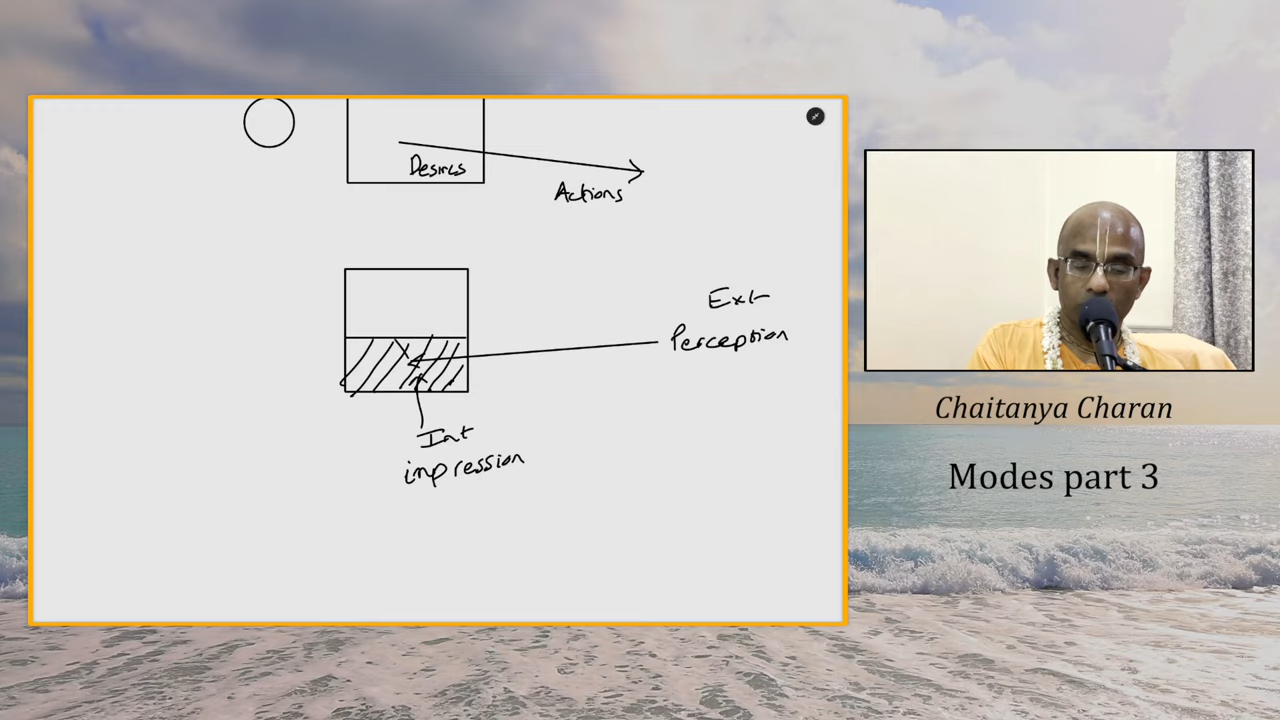 Desires
Actions
Ext
Perception
Int
impression
Chaitanya Charan
Modes part 3